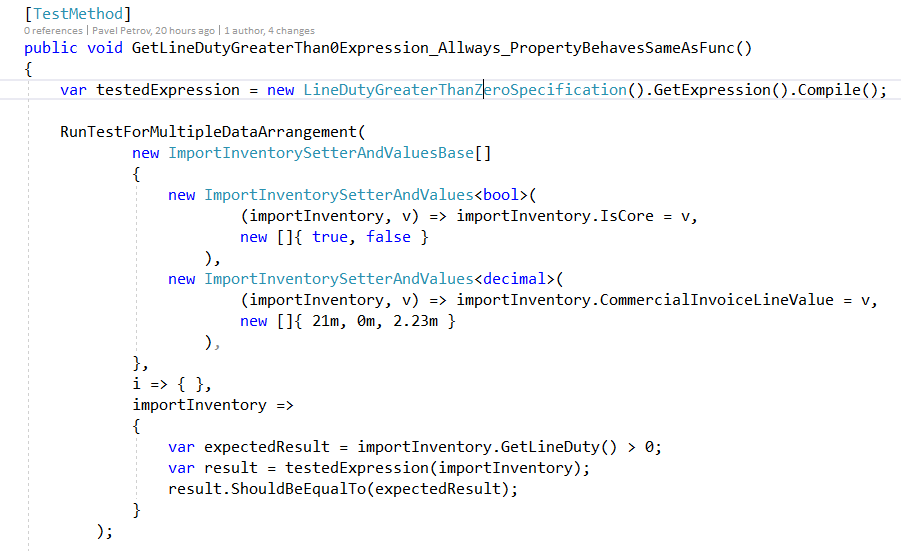 [TestMethod]
0 references | Pavel Petrov, 20 hours ago | 1 author, 4 changes
public void GetLineDutyGreaterThan0Expression_Allways_PropertyBehavesSameAsFunc()
{
    var testedExpression = new LineDutyGreaterThanZeroSpecification().GetExpression().Compile();

    RunTestForMultipleDataArrangement(
            new ImportInventorySetterAndValuesBase[]
            {
                new ImportInventorySetterAndValues<bool>(
                        (importInventory, v) => importInventory.IsCore = v,
                        new []{ true, false }
                    ),
                new ImportInventorySetterAndValues<decimal>(
                        (importInventory, v) => importInventory.CommercialInvoiceLineValue = v,
                        new []{ 21m, 0m, 2.23m }
                    ),
            },
            i => { },
            importInventory =>
            {
                var expectedResult = importInventory.GetLineDuty() > 0;
                var result = testedExpression(importInventory);
                result.ShouldBeEqualTo(expectedResult);
            }
        );